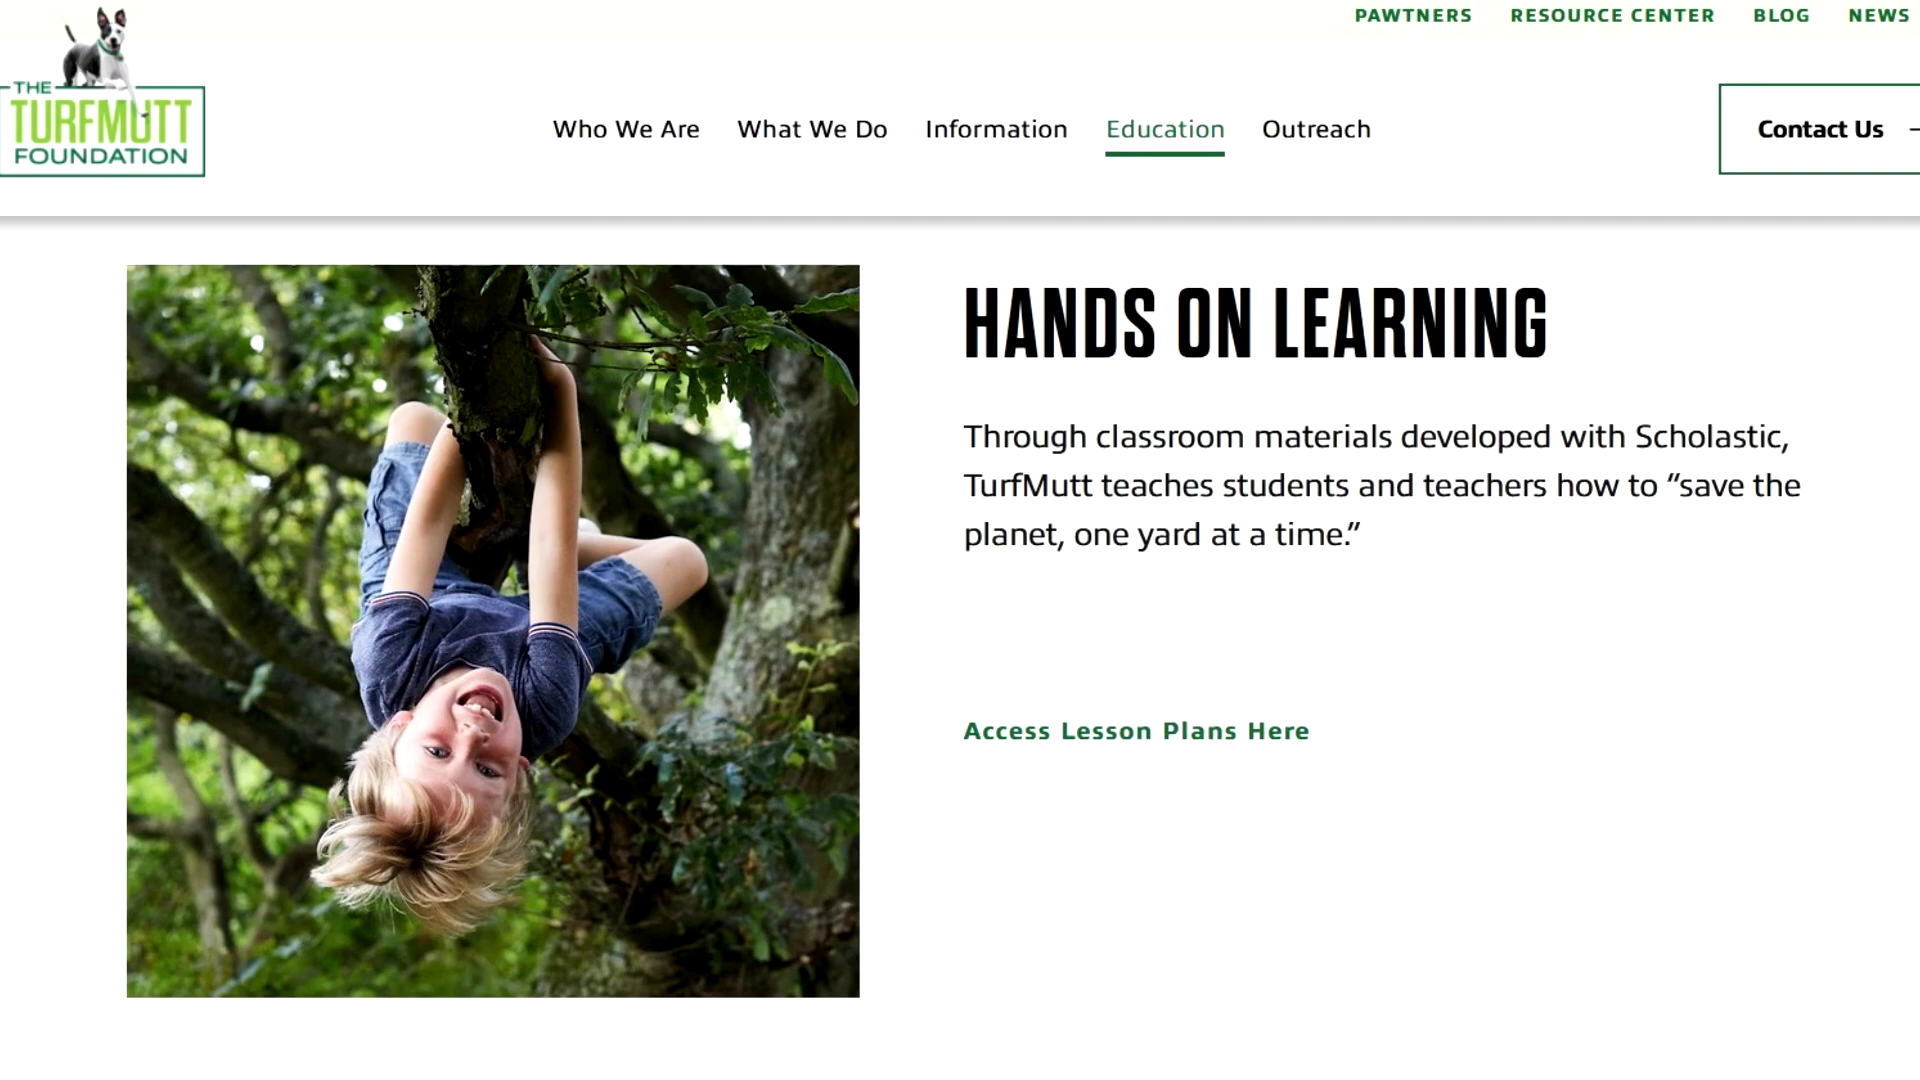 PAWTNERS RESOURCE CENTER BLOG NEWS
THE
TURFMUTT
FOUNDATION
Who We Are What We Do Information Education Outreach
Contact Us
HANDS ON LEARNING
Through classroom materials developed with Scholastic,
TurfMutt teaches students and teachers how to “save the
planet, one yard at a time.”
Access Lesson Plans Here